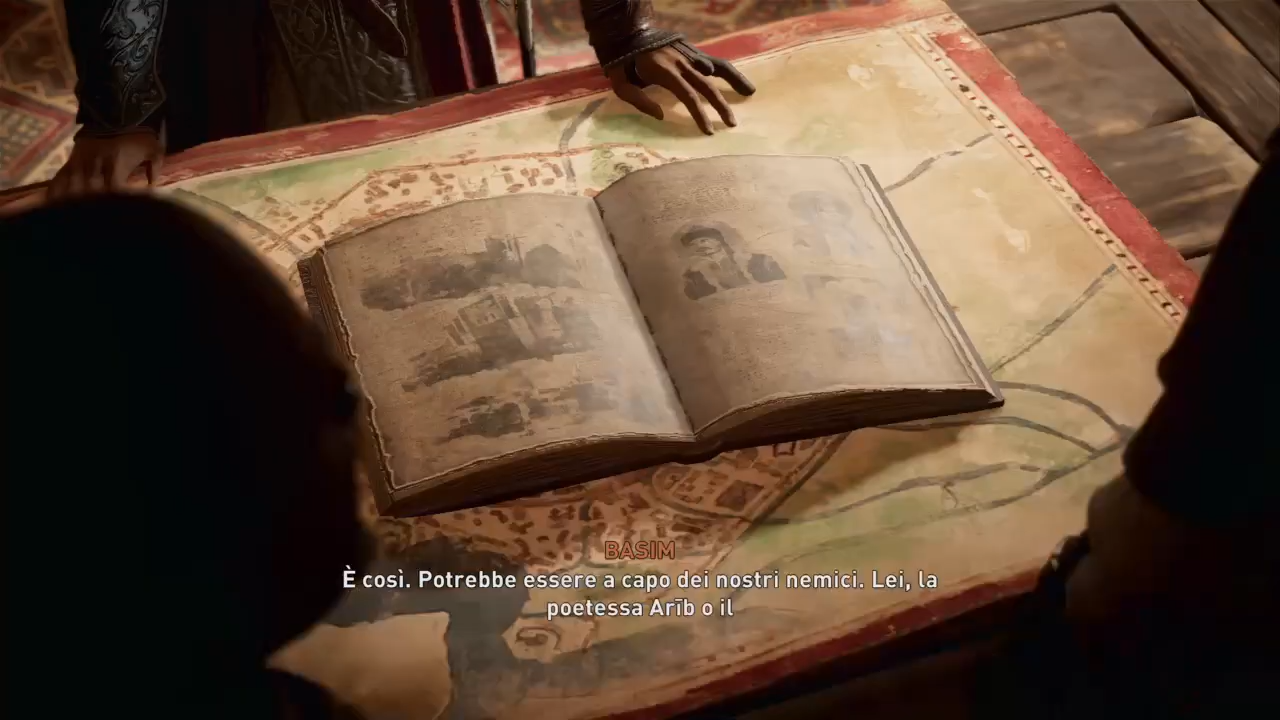 BASIM
È così. Potrebbe essere a capo dei nostri nemici. Lei, la
poetessa Arīb o il